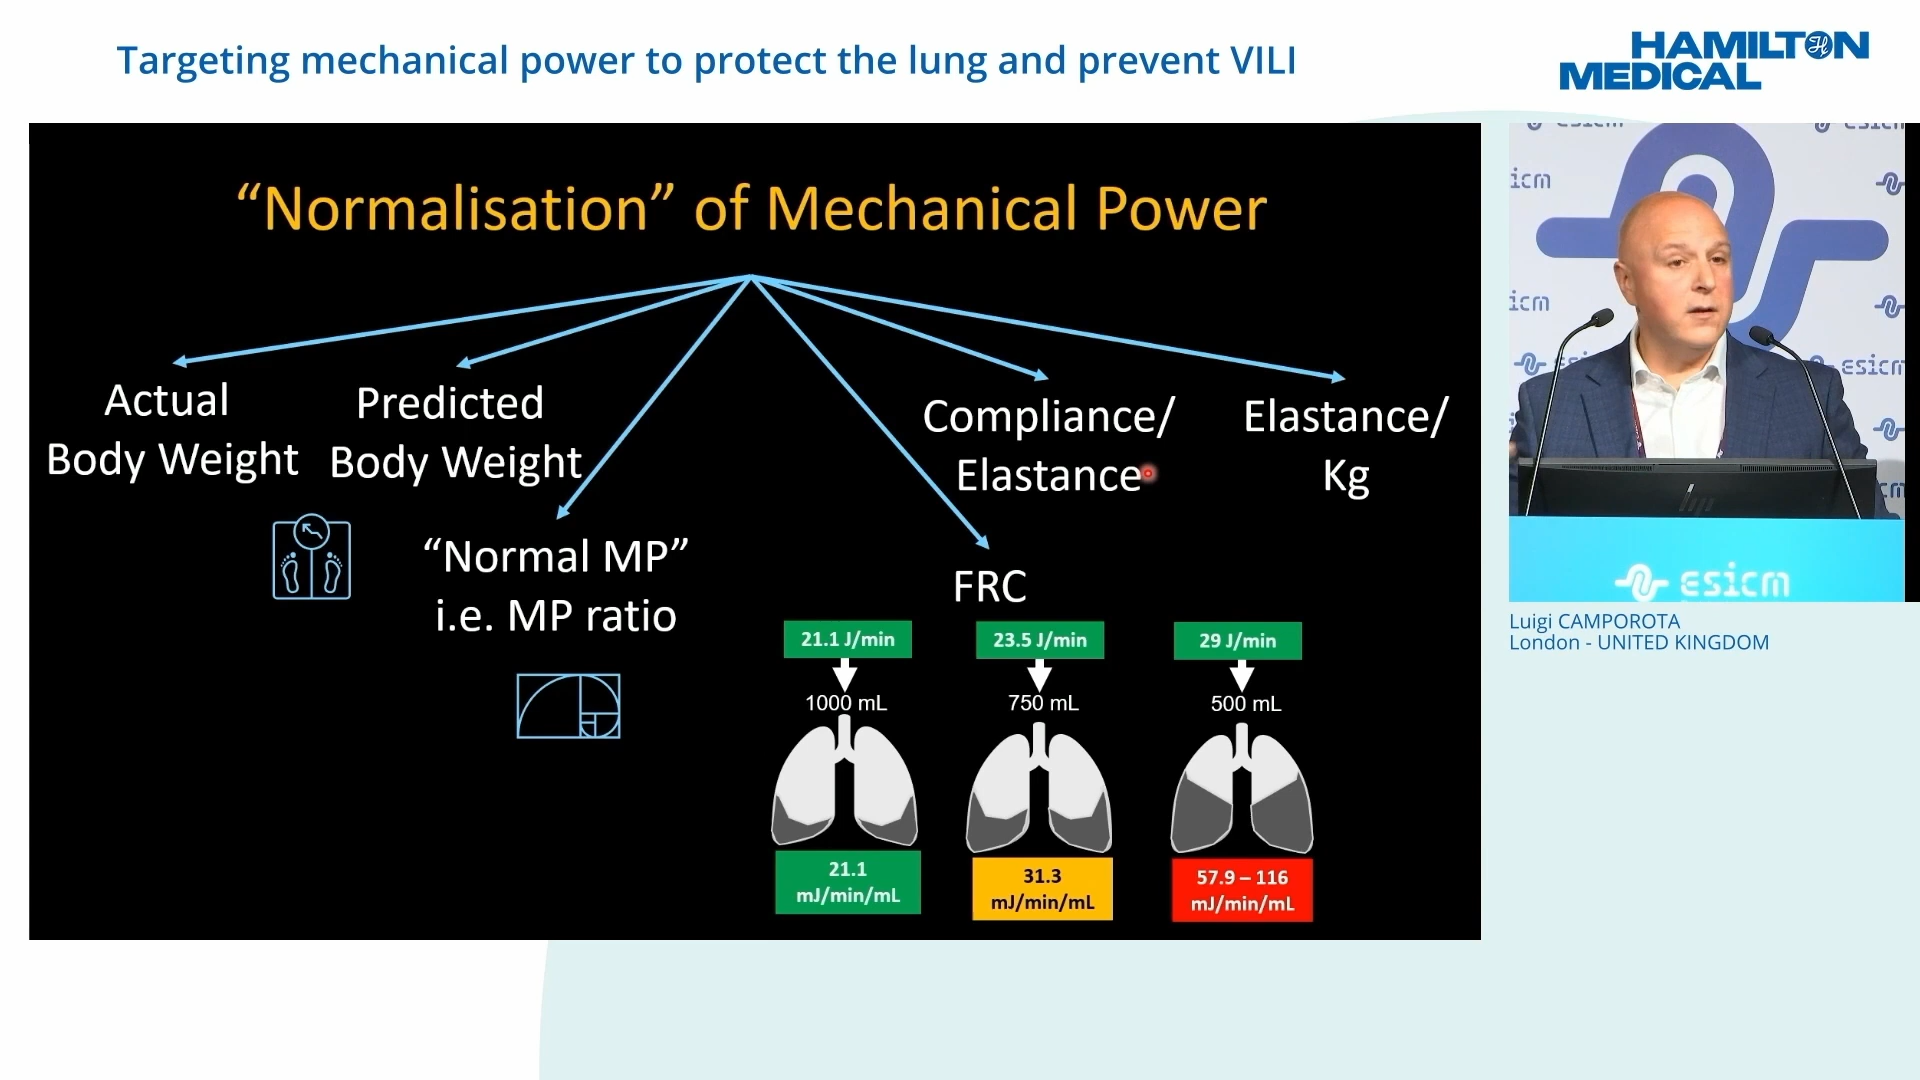 Targeting mechanical power to protect the lung and prevent VILI
HAMILTON
MEDICAL
“Normalisation” of Mechanical Power
Actual
Body Weight
Predicted
Body Weight
“Normal MP”
i.e. MP ratio
FRC
Compliance/
Elastance
Elastance/
Kg
21.1 J/min
1000 mL
21.1
mJ/min/mL
23.5 J/min
750 mL
31.3
mJ/min/mL
29 J/min
500 mL
57.9 – 116
mJ/min/mL
esicm
icm
icm
esicm
hp
esicm
Luigi CAMPOROTA
London - UNITED KINGDOM